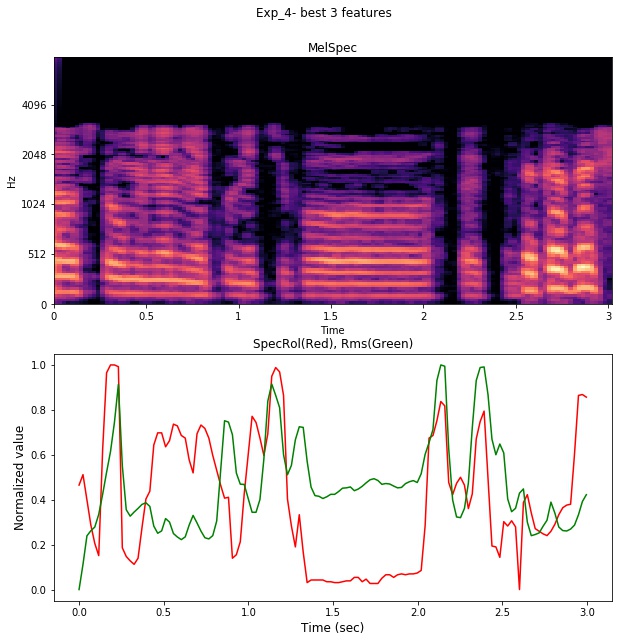 Exp_4- best 3 features
MelSpec
4096
2048
1024
512
0
Hz
0 0.5 1 1.5 2 2.5 3
Time
SpecRol(Red), Rms(Green)
1.0
0.8
0.6
0.4
0.2
0.0
Normalized value
0.0 0.5 1.0 1.5 2.0 2.5 3.0
Time (sec)